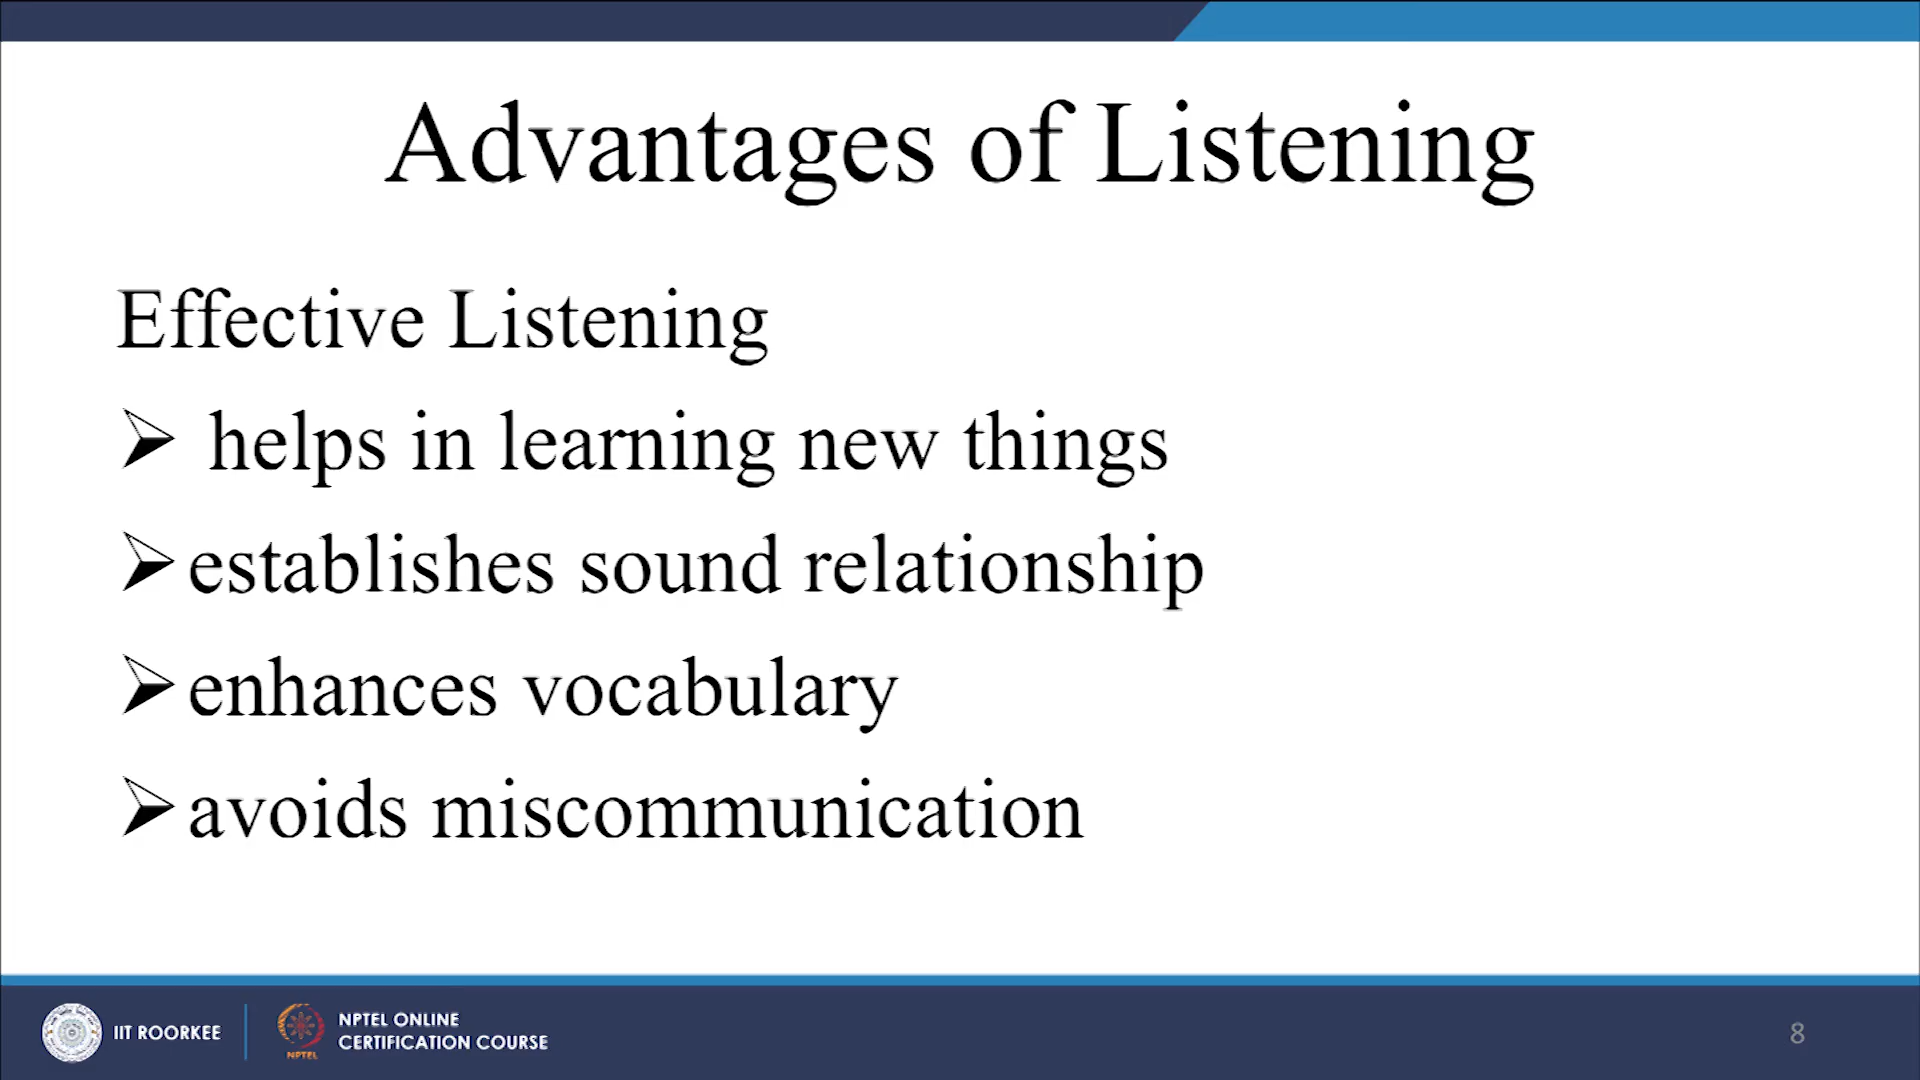 Advantages of Listening
Effective Listening
➢ helps in learning new things
➢ establishes sound relationship
➢ enhances vocabulary
➢ avoids miscommunication
IIT ROORKEE
NPTEL
NPTEL ONLINE
CERTIFICATION COURSE
8